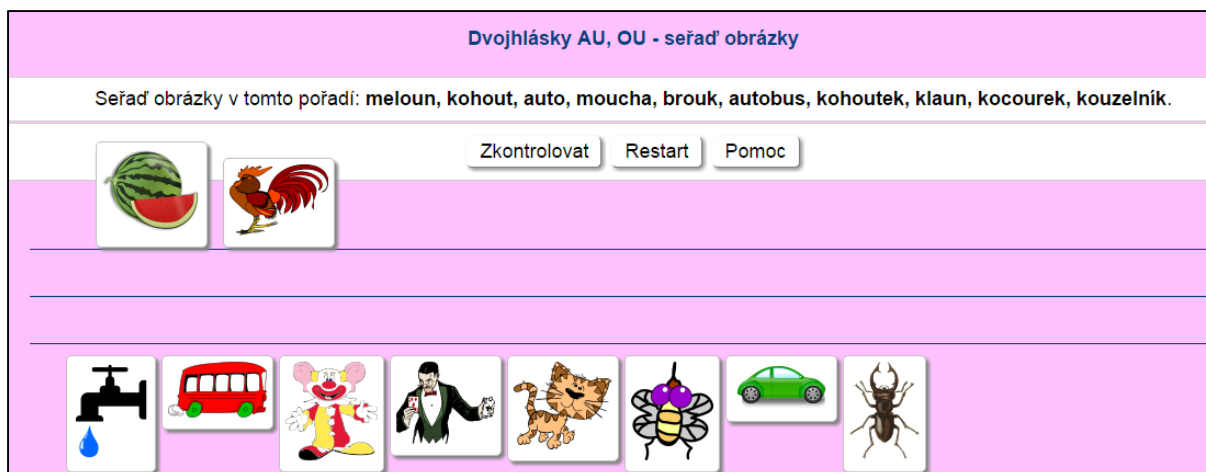 Dvojhlásky AU, OU - seřaď obrázky
Seřaď obrázky v tomto pořadí: meloun, kohout, auto, moucha, brouk, autobus, kohoutek, klaun, kocourek, kouzelník.
Zkontrolovat Restart Pomoc